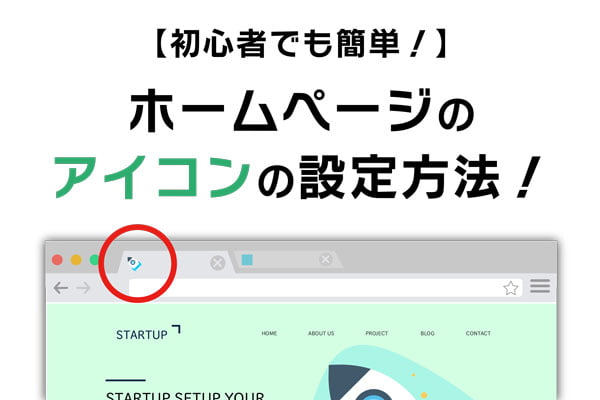 【初心者でも簡単！】
ホームページの
アイコンの設定方法！
STARTUP
HOME
ABOUT US
PROJECT
BLOG
CONTACT
STARTUP SETUP YOUR